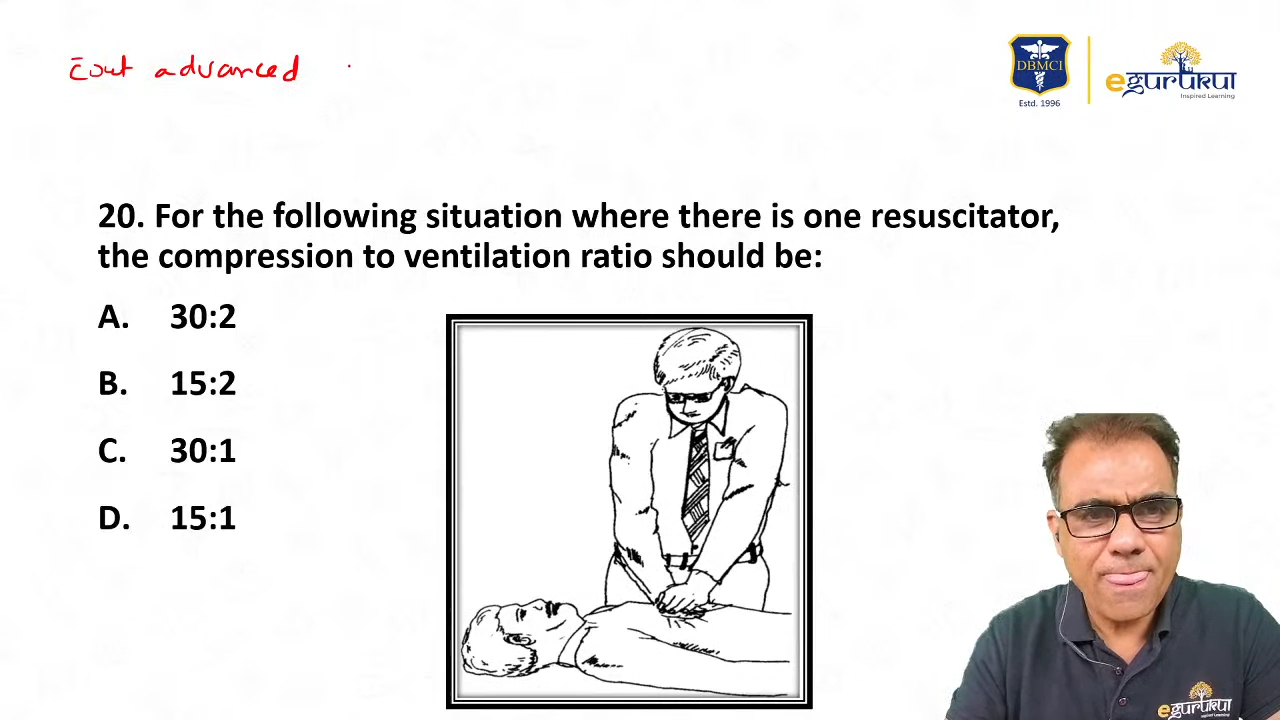 c̄out advanced
DBMCI
Estd. 1996
egurukul
Inspired Learning
20. For the following situation where there is one resuscitator,
the compression to ventilation ratio should be:
A. 30:2
B. 15:2
C. 30:1
D. 15:1
egurukul